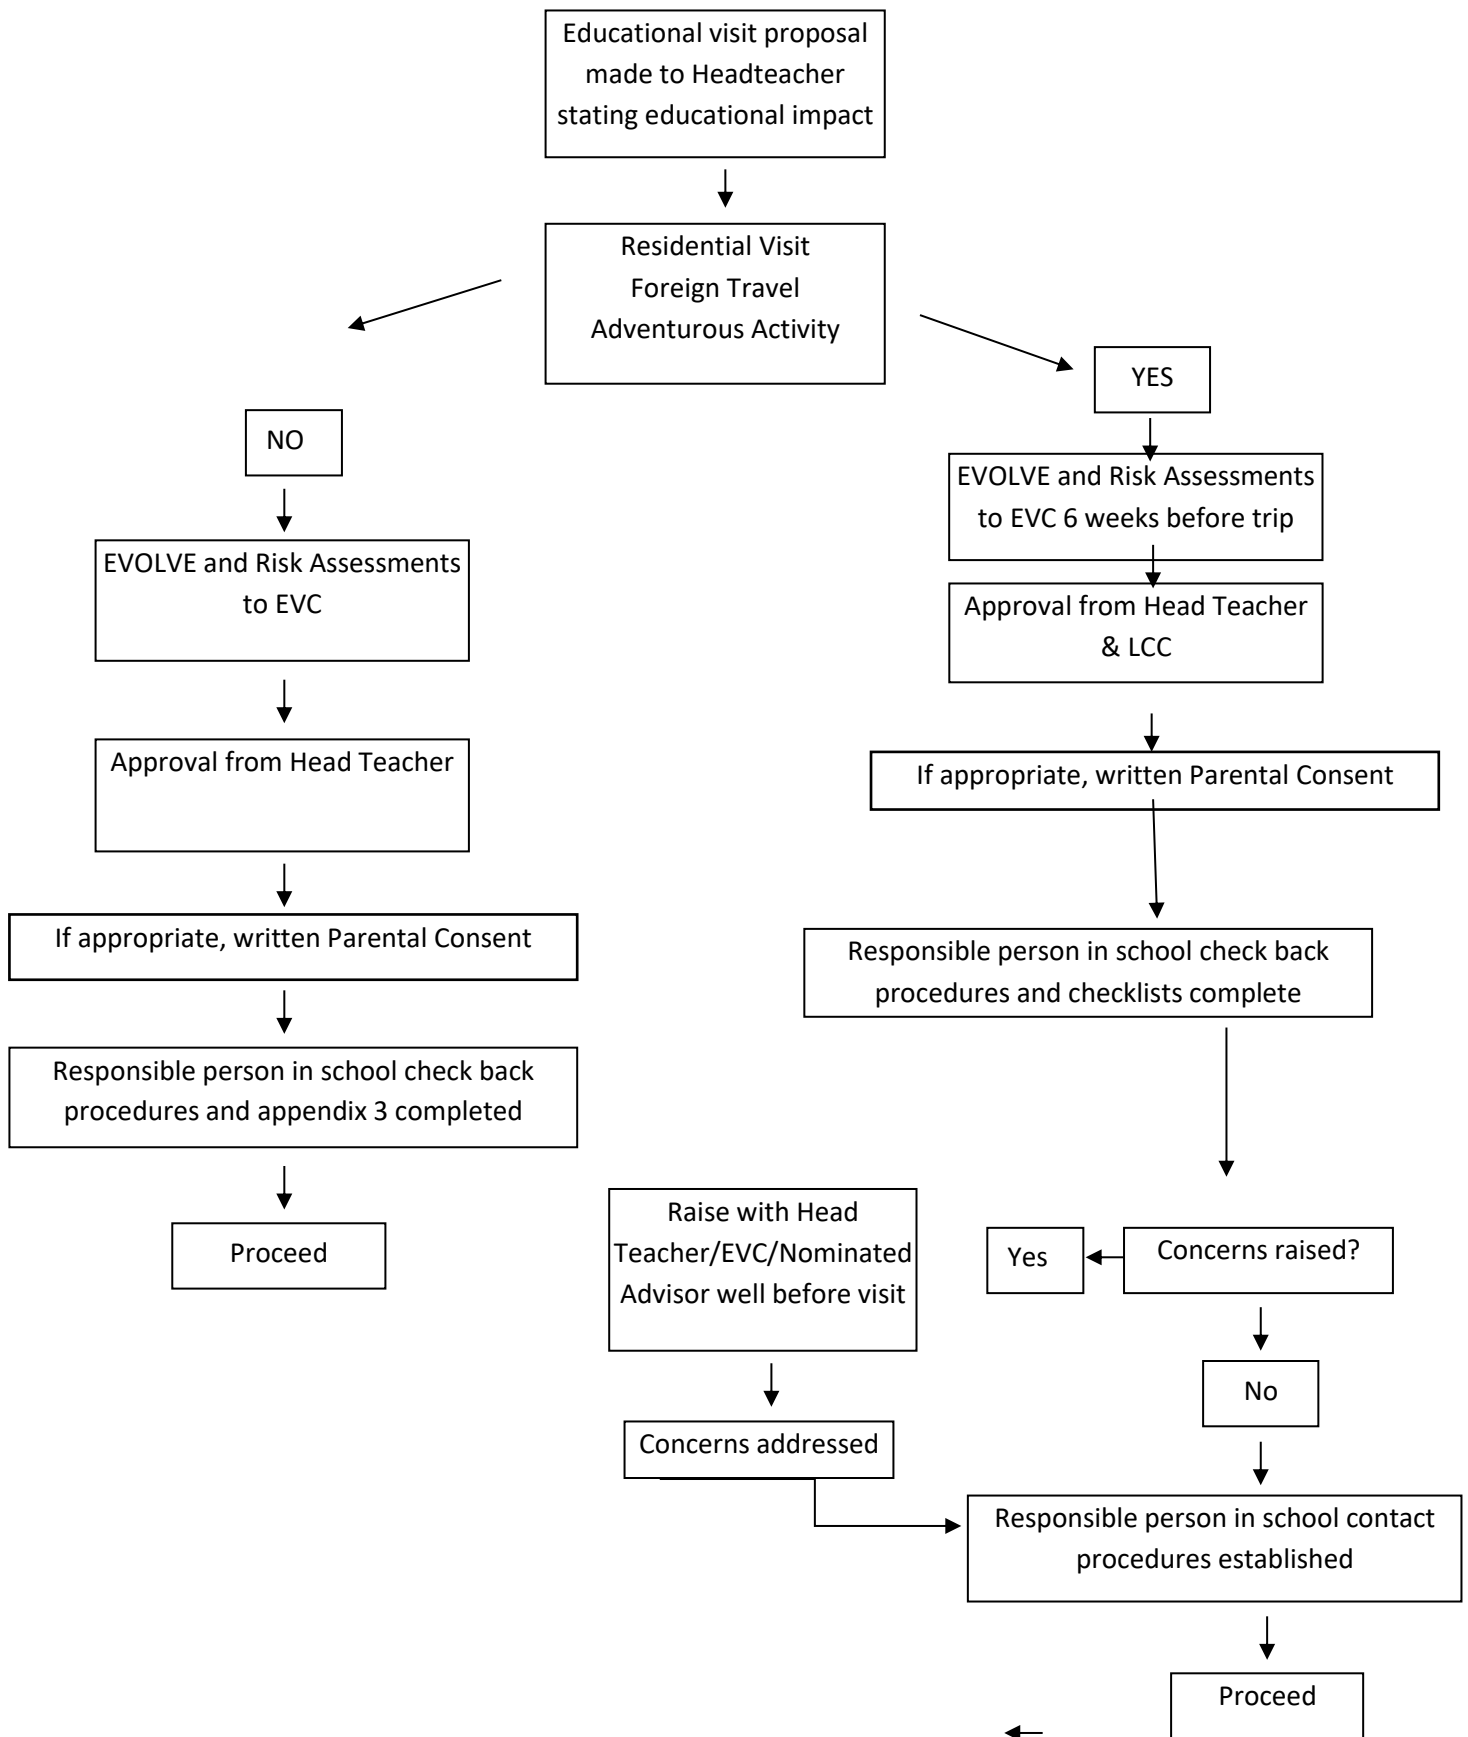 Educational visit proposal
made to Headteacher
stating educational impact
Residential Visit
Foreign Travel
Adventurous Activity
NO
EVOLVE and Risk Assessments
to EVC
Approval from Head Teacher
If appropriate, written Parental Consent
Responsible person in school check back
procedures and appendix 3 completed
Proceed
YES
EVOLVE and Risk Assessments
to EVC 6 weeks before trip
Approval from Head Teacher
& LCC
If appropriate, written Parental Consent
Responsible person in school check back
procedures and checklists complete
Concerns raised?
Yes
Raise with Head
Teacher/EVC/Nominated
Advisor well before visit
Concerns addressed
No
Responsible person in school contact
procedures established
Proceed